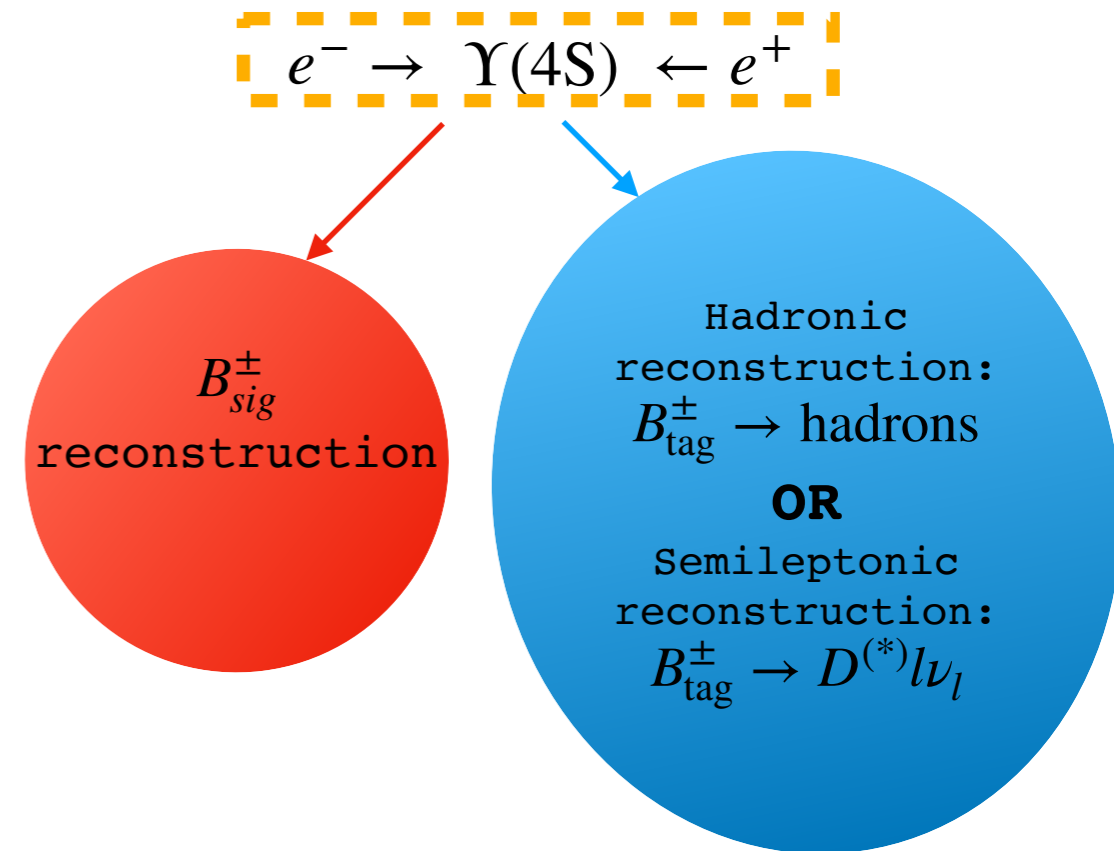 e⁻ → ϒ(4S) ← e⁺
B±sig
reconstruction
Hadronic
reconstruction:
B±tag → hadrons
OR
Semileptonic
reconstruction:
B±tag → D(*)lνl